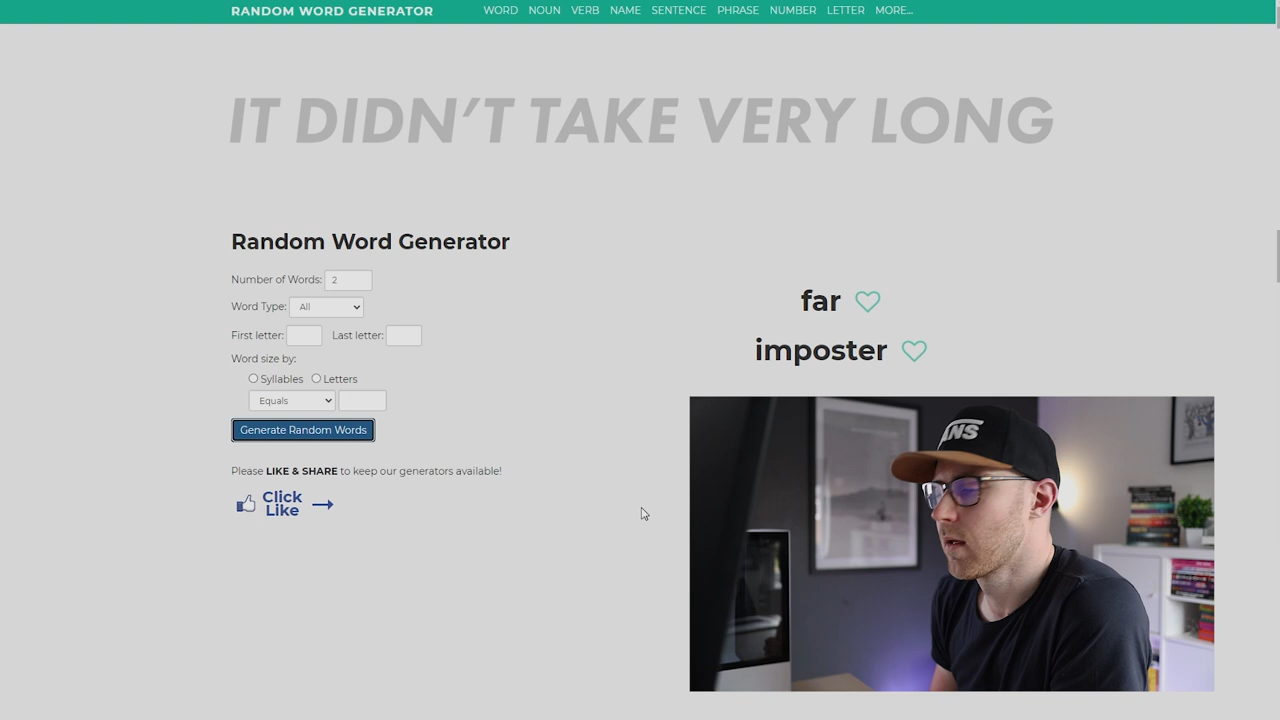 RANDOM WORD GENERATOR WORD NOUN VERB NAME SENTENCE PHRASE NUMBER LETTER MORE...
IT DIDN'T TAKE VERY LONG
Random Word Generator
Number of Words: 2
Word Type: All
First letter: Last letter:
Word size by:
Syllables Letters
Equals
Generate Random Words
Please LIKE & SHARE to keep our generators available!
Click
Like
far
imposter
ANS